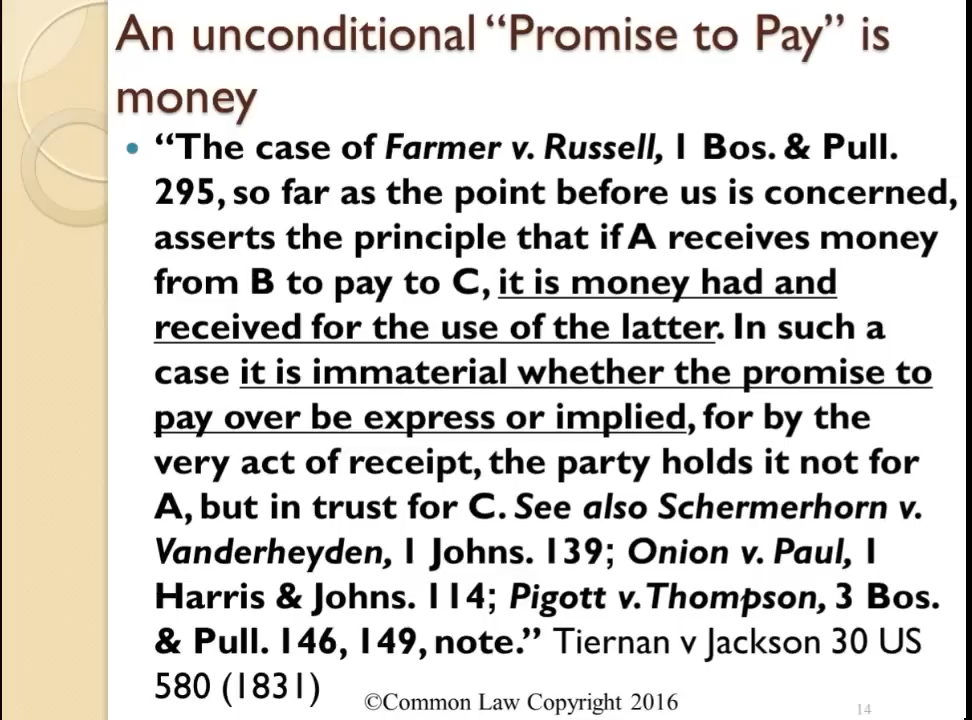 An unconditional “Promise to Pay” is
money
• “The case of Farmer v. Russell, 1 Bos. & Pull.
295, so far as the point before us is concerned,
asserts the principle that if A receives money
from B to pay to C, it is money had and
received for the use of the latter. In such a
case it is immaterial whether the promise to
pay over be express or implied, for by the
very act of receipt, the party holds it not for
A, but in trust for C. See also Schermerhorn v.
Vanderheyden, 1 Johns. 139; Onion v. Paul, 1
Harris & Johns. 114; Pigott v. Thompson, 3 Bos.
& Pull. 146, 149, note.” Tiernan v Jackson 30 US
580 (1831)
©Common Law Copyright 2016
14